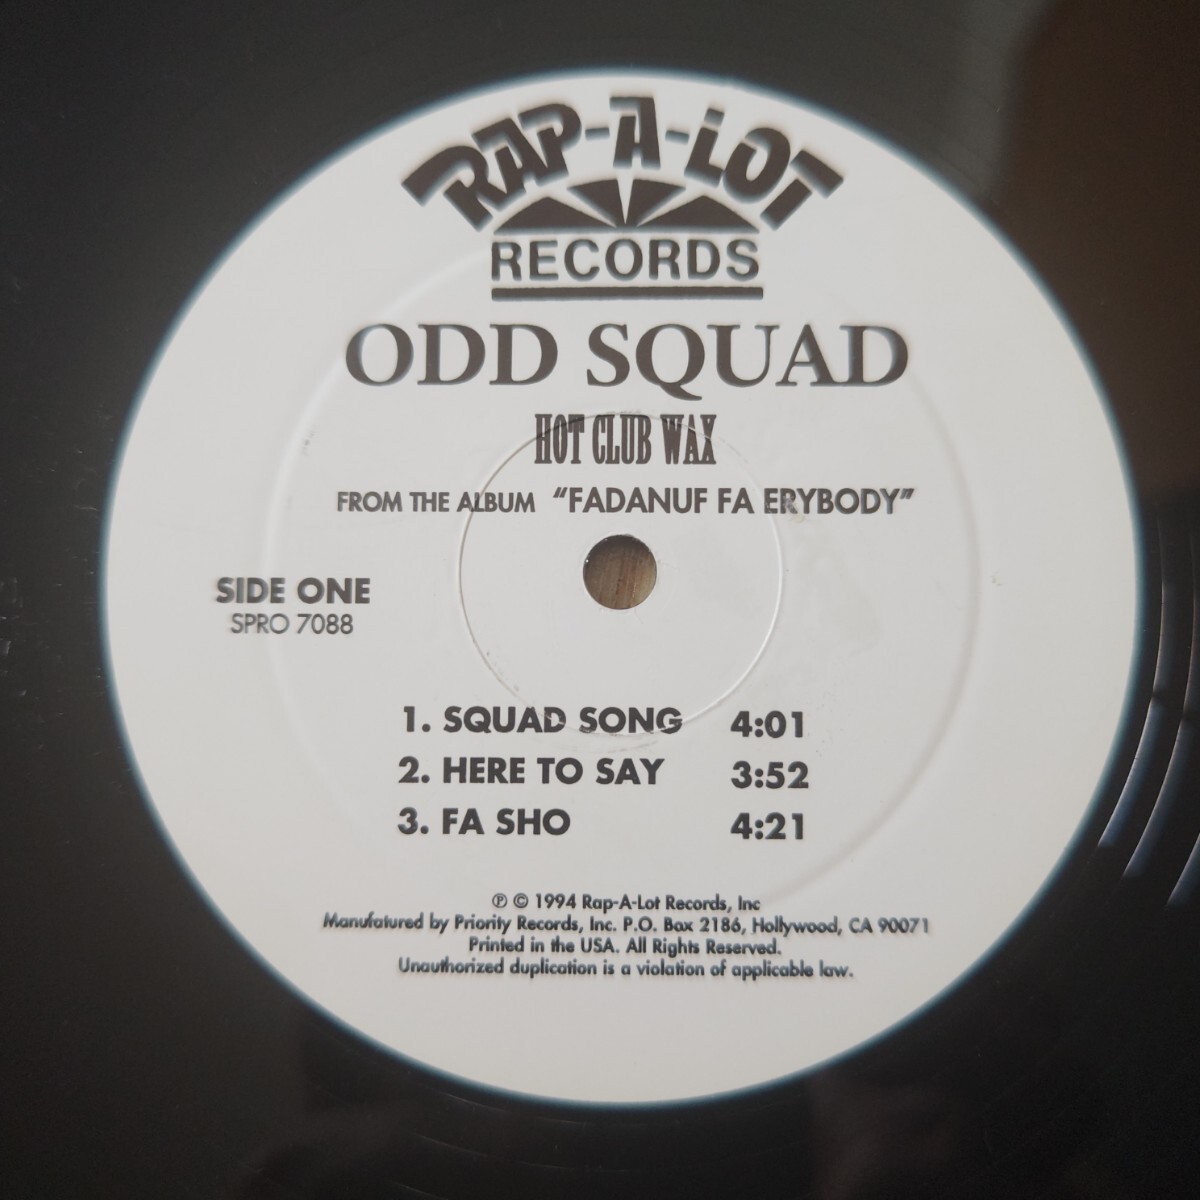 RAP-A-LOT
RECORDS
ODD SQUAD
HOT CLUB WAX
FROM THE ALBUM "FADANUF FA ERYBODY"
SIDE ONE
SPRO 7088
1. SQUAD SONG 4:01
2. HERE TO SAY 3:52
3. FA SHO 4:21
℗ © 1994 Rap-A-Lot Records, Inc
Manufatured by Priority Records, Inc. P.O. Box 2186, Hollywood, CA 90071
Printed in the USA. All Rights Reserved.
Unauthorized duplication is a violation of applicable law.